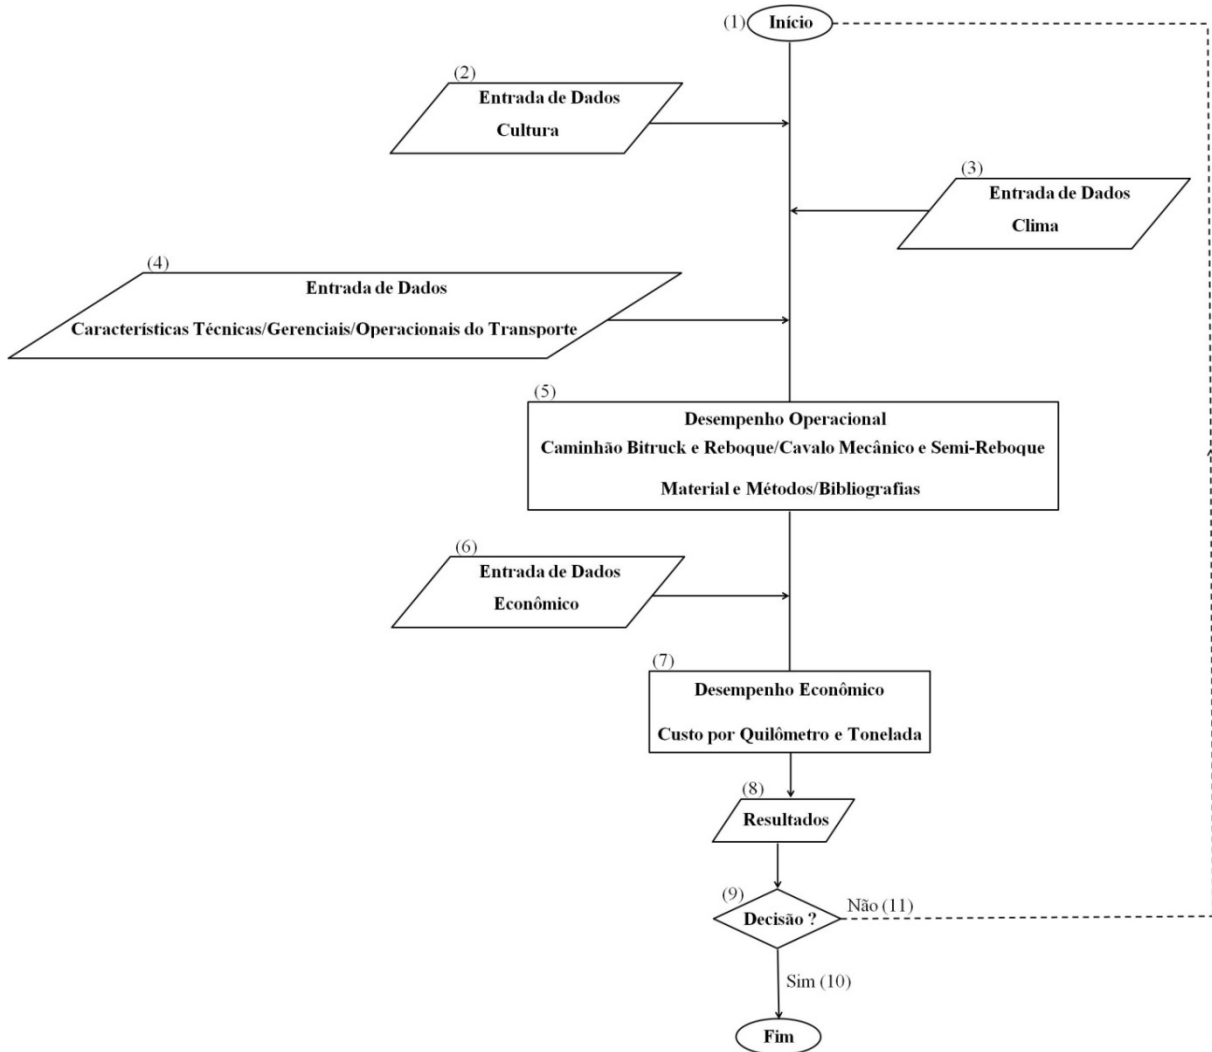 (1) Início
(2)
Entrada de Dados
Cultura
(3)
Entrada de Dados
Clima
(4)
Entrada de Dados
Características Técnicas/Gerenciais/Operacionais do Transporte
(5)
Desempenho Operacional
Caminhão Bitruck e Reboque/Cavalo Mecânico e Semi-Reboque
Material e Métodos/Bibliografias
(6)
Entrada de Dados
Econômico
(7)
Desempenho Econômico
Custo por Quilômetro e Tonelada
(8)
Resultados
(9)
Decisão ?
Não (11)
Sim (10)
Fim